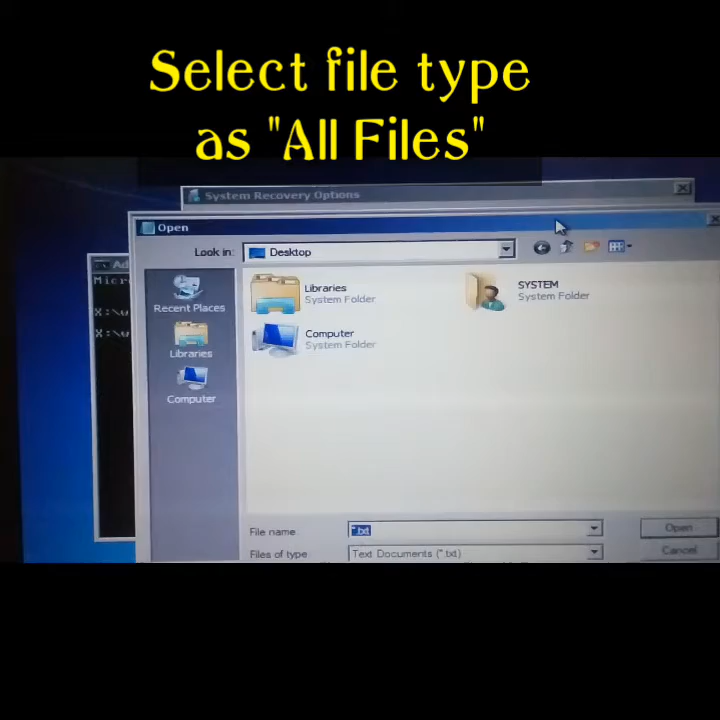 Select file type
as "All Files"
System Recovery Options
Open
Look in:
Desktop
Recent Places
Libraries
Computer
Libraries
System Folder
SYSTEM
System Folder
Computer
System Folder
File name:
*.txt
Open
Files of type:
Text Documents (*.txt)
Cancel